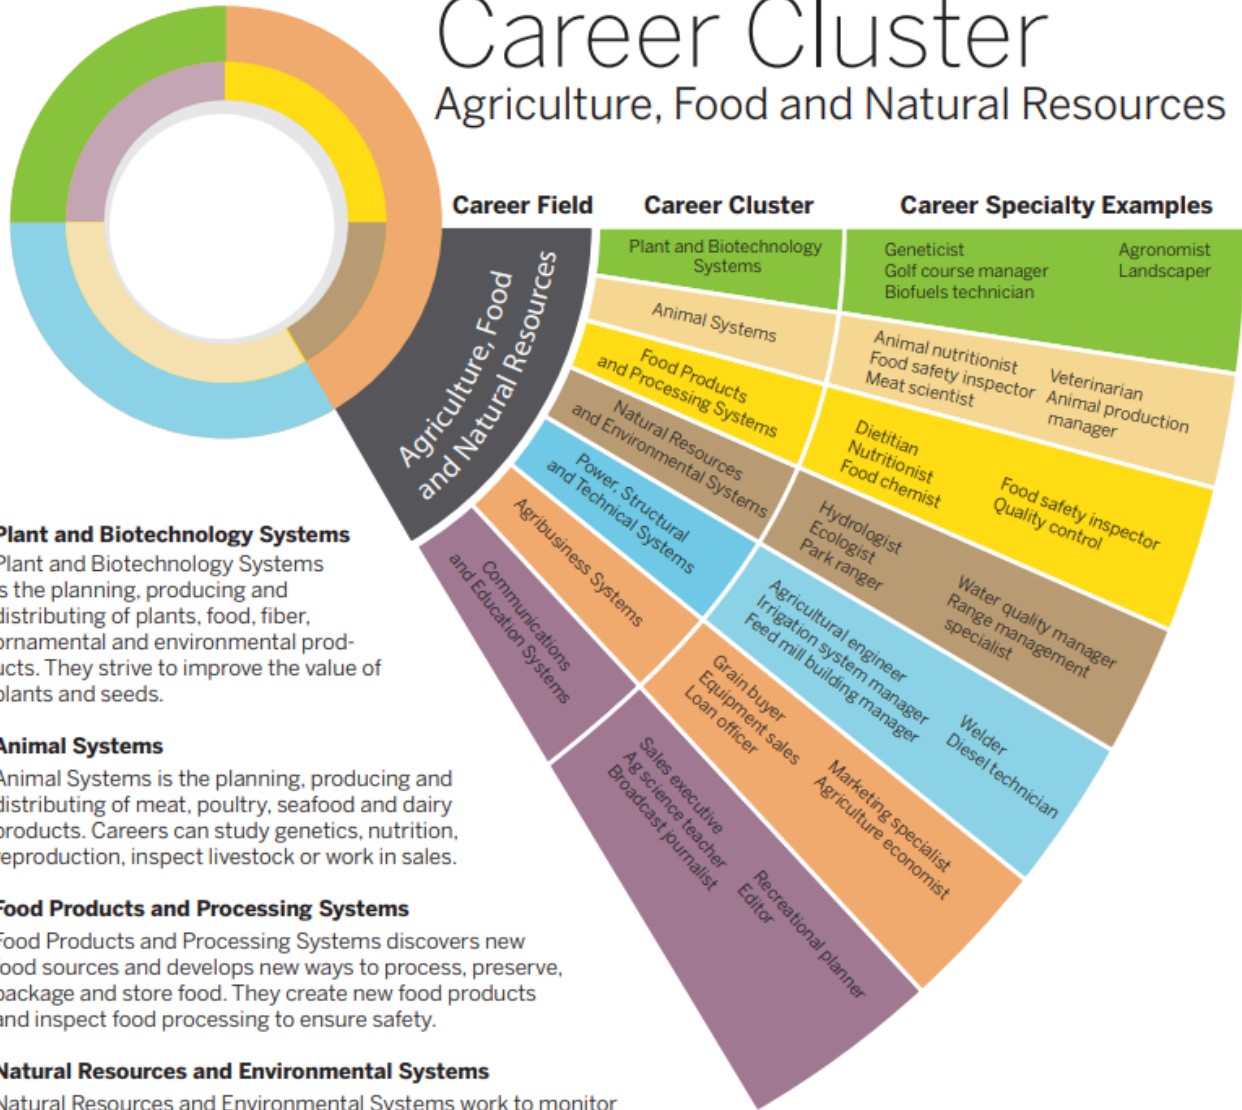 Career Cluster
Agriculture, Food and Natural Resources
Career Field
Career Cluster
Career Specialty Examples
Agriculture, Food
and Natural Resources
Plant and Biotechnology
Systems
Geneticist
Golf course manager
Biofuels technician
Agronomist
Landscaper
Animal Systems
Animal nutritionist
Food safety inspector
Meat scientist
Veterinarian
Animal production
manager
Food Products
and Processing Systems
Dietitian
Nutritionist
Food chemist
Food safety inspector
Quality control
Natural Resources
and Environmental Systems
Hydrologist
Ecologist
Park ranger
Water quality manager
Range management
specialist
Power, Structural
and Technical Systems
Agricultural engineer
Irrigation system manager
Feed mill building manager
Welder
Diesel technician
Agribusiness Systems
Grain buyer
Equipment sales
Loan officer
Marketing specialist
Agriculture economist
Communications
and Education Systems
Sales executive
Ag science teacher
Broadcast journalist
Recreational planner
Editor
Plant and Biotechnology Systems
Plant and Biotechnology Systems
is the planning, producing and
distributing of plants, food, fiber,
ornamental and environmental prod-
ucts. They strive to improve the value of
plants and seeds.
Animal Systems
Animal Systems is the planning, producing and
distributing of meat, poultry, seafood and dairy
products. Careers can study genetics, nutrition,
reproduction, inspect livestock or work in sales.
Food Products and Processing Systems
Food Products and Processing Systems discovers new
food sources and develops new ways to process, preserve,
package and store food. They create new food products
and inspect food processing to ensure safety.
Natural Resources and Environmental Systems
Natural Resources and Environmental Systems work to monitor